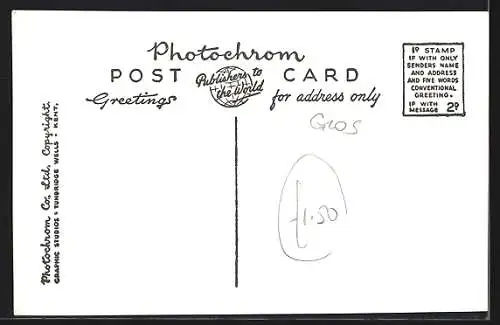 Photochrom
POST CARD
Publishers to
the World
Greetings
for address only
1D STAMP
IF WITH ONLY
SENDERS NAME
AND ADDRESS
AND FIVE WORDS
CONVENTIONAL
GREETING.
IF WITH
MESSAGE 2D
GLOS
£1.50
Photochrom Co. Ltd. Copyright.
GRAPHIC STUDIOS • TUNBRIDGE WELLS • KENT.